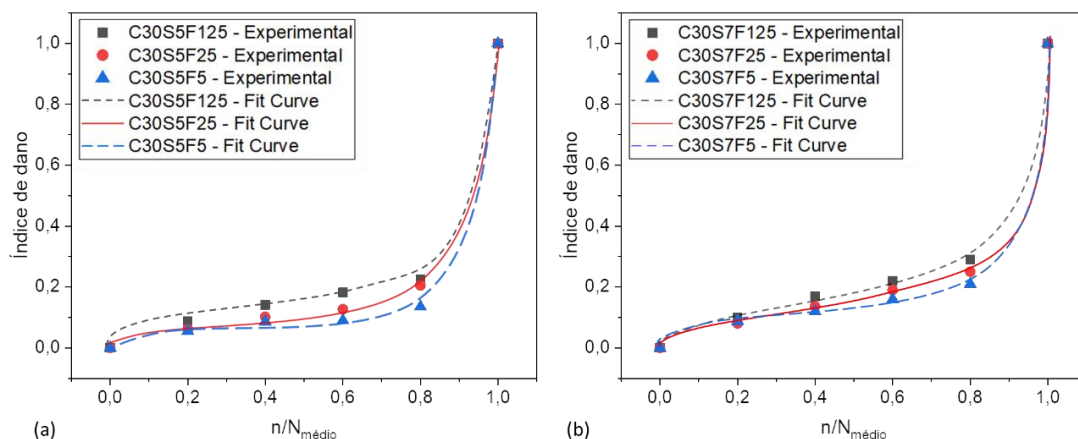 C30S5F125 - Experimental
C30S5F25 - Experimental
C30S5F5 - Experimental
C30S5F125 - Fit Curve
C30S5F25 - Fit Curve
C30S5F5 - Fit Curve
1,0
0,8
0,6
0,4
0,2
0,0
Índice de dano
0,0 0,2 0,4 0,6 0,8 1,0
n/Nmédio
(a)
C30S7F125 - Experimental
C30S7F25 - Experimental
C30S7F5 - Experimental
C30S7F125 - Fit Curve
C30S7F25 - Fit Curve
C30S7F5 - Fit Curve
1,0
0,8
0,6
0,4
0,2
0,0
Índice de dano
0,0 0,2 0,4 0,6 0,8 1,0
n/Nmédio
(b)